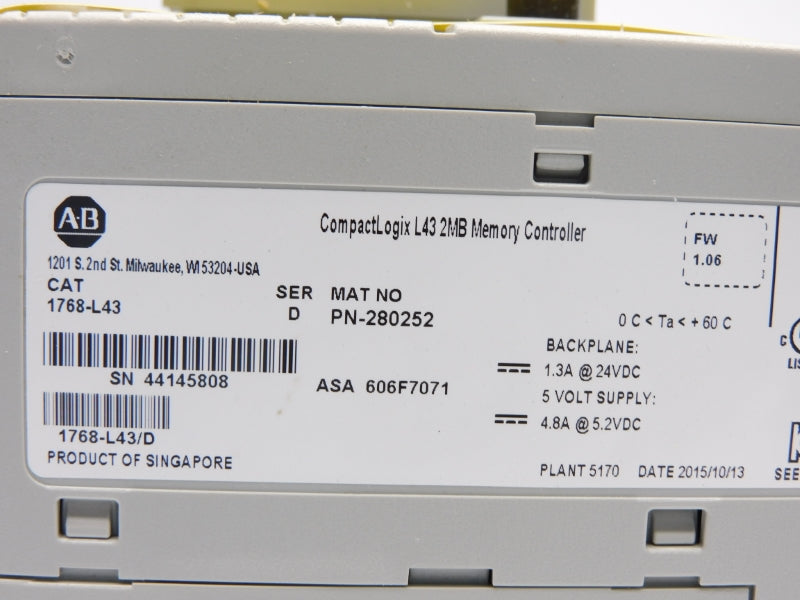 A-B
CompactLogix L43 2MB Memory Controller
FW
1.06
1201 S. 2nd St. Milwaukee, WI 53204-USA
CAT
1768-L43
SER
D
MAT NO
PN-280252
0 C < Ta < + 60 C
BACKPLANE:
1.3A @ 24VDC
5 VOLT SUPPLY:
4.8A @ 5.2VDC
SN 44145808
ASA 606F7071
1768-L43/D
PRODUCT OF SINGAPORE
PLANT 5170 DATE 2015/10/13
C
SEE